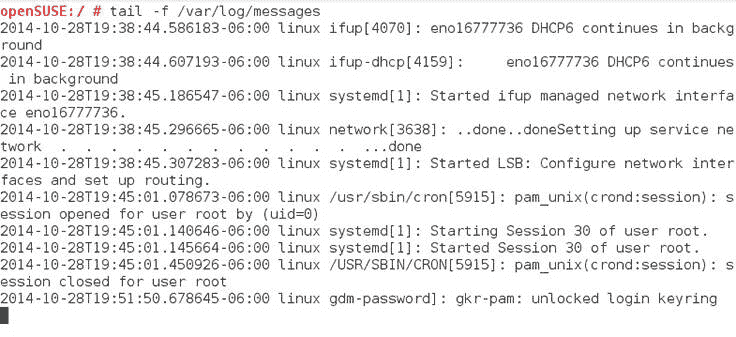 openSUSE:/ # tail -f /var/log/messages
2014-10-28T19:38:44.586183-06:00 linux ifup[4070]: eno16777736 DHCP6 continues in backg
round
2014-10-28T19:38:44.607193-06:00 linux ifup-dhcp[4159]:     eno16777736 DHCP6 continues
 in background
2014-10-28T19:38:45.186547-06:00 linux systemd[1]: Started ifup managed network interfa
ce eno16777736.
2014-10-28T19:38:45.296665-06:00 linux network[3638]: ..done..doneSetting up service ne
twork  .  .  .  .  .  .  .  .  .  .  .  .  ...done
2014-10-28T19:38:45.307283-06:00 linux systemd[1]: Started LSB: Configure network inter
faces and set up routing.
2014-10-28T19:45:01.078673-06:00 linux /usr/sbin/cron[5915]: pam_unix(crond:session): s
ession opened for user root by (uid=0)
2014-10-28T19:45:01.140646-06:00 linux systemd[1]: Starting Session 30 of user root.
2014-10-28T19:45:01.145664-06:00 linux systemd[1]: Started Session 30 of user root.
2014-10-28T19:45:01.450926-06:00 linux /USR/SBIN/CRON[5915]: pam_unix(crond:session): s
ession closed for user root
2014-10-28T19:51:50.678645-06:00 linux gdm-password]: gkr-pam: unlocked login keyring